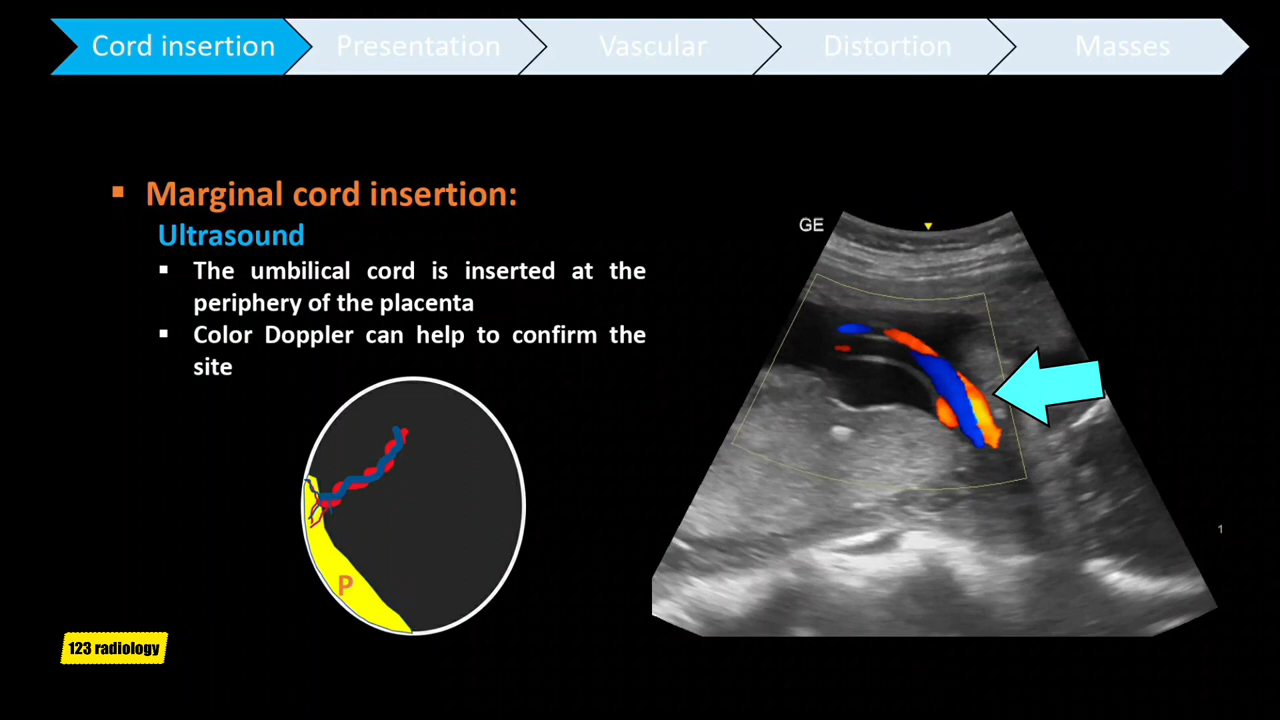 Cord insertion
Presentation
Vascular
Distortion
Masses
Marginal cord insertion:
Ultrasound
The umbilical cord is inserted at the
periphery of the placenta
Color Doppler can help to confirm the
site
GE
P
1
123 radiology